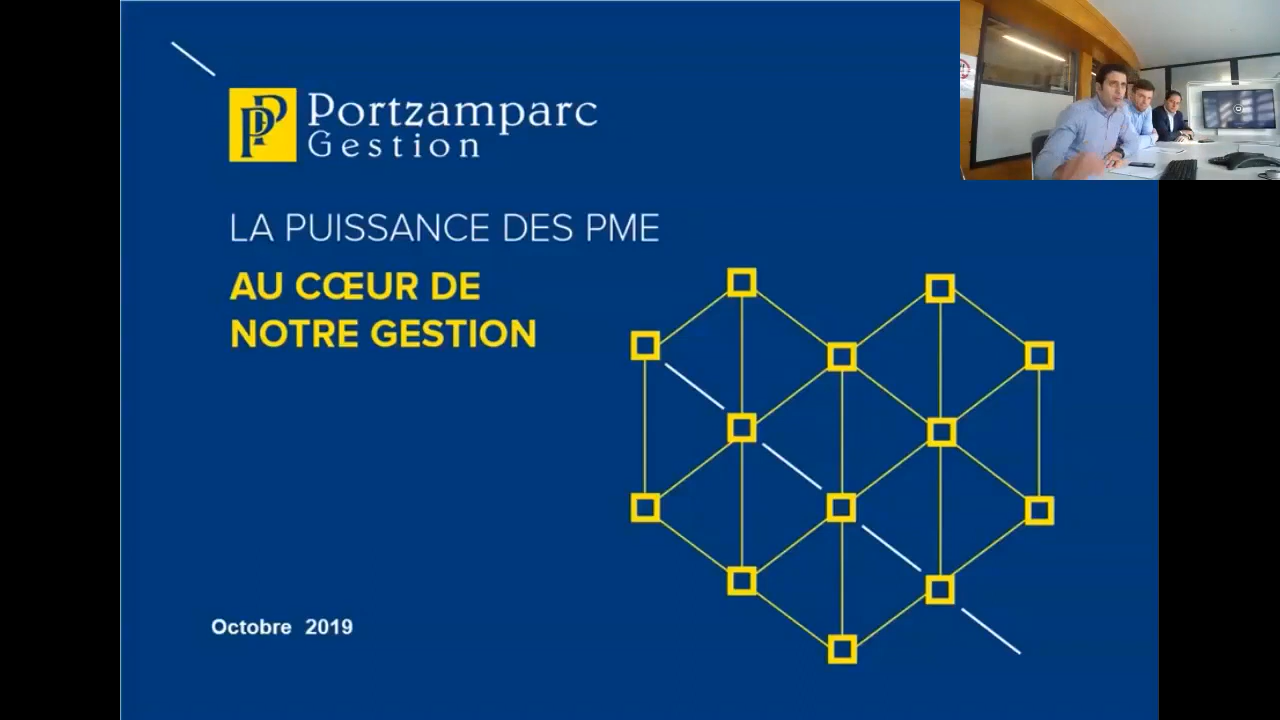 Portzamparc
Gestion
LA PUISSANCE DES PME
AU CŒUR DE
NOTRE GESTION
Octobre 2019